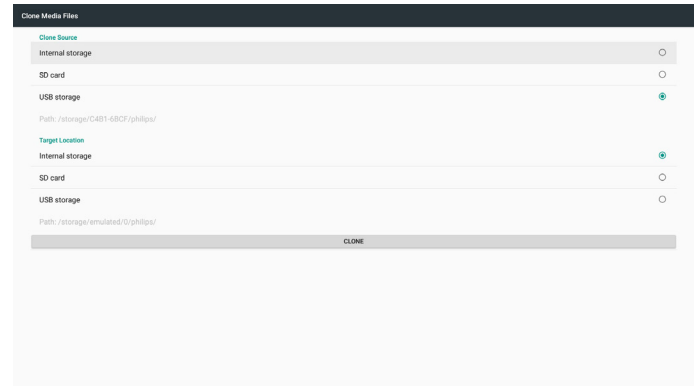 Clone Media Files
Clone Source
Internal storage
SD card
USB storage
Path: /storage/C4B1-6BCF/philips/
Target Location
Internal storage
SD card
USB storage
Path: /storage/emulated/0/philips/
CLONE